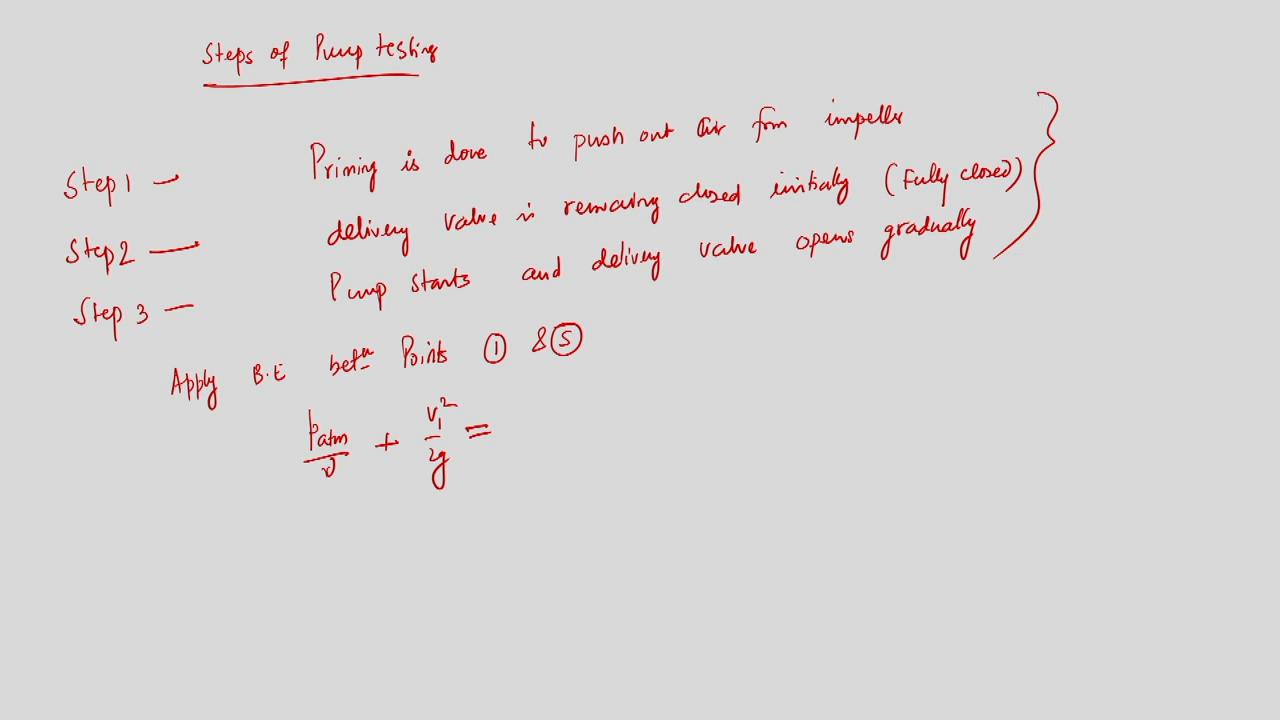 Steps of Pump testing
Step 1 — Priming is done to push out air from impeller
Step 2 — delivery valve is remaining closed initially (Fully closed)
Step 3 — Pump starts and delivery valve opens gradually
Apply B.E betⁿ Points ① & ⑤
Patm/γ + V₁²/2g =